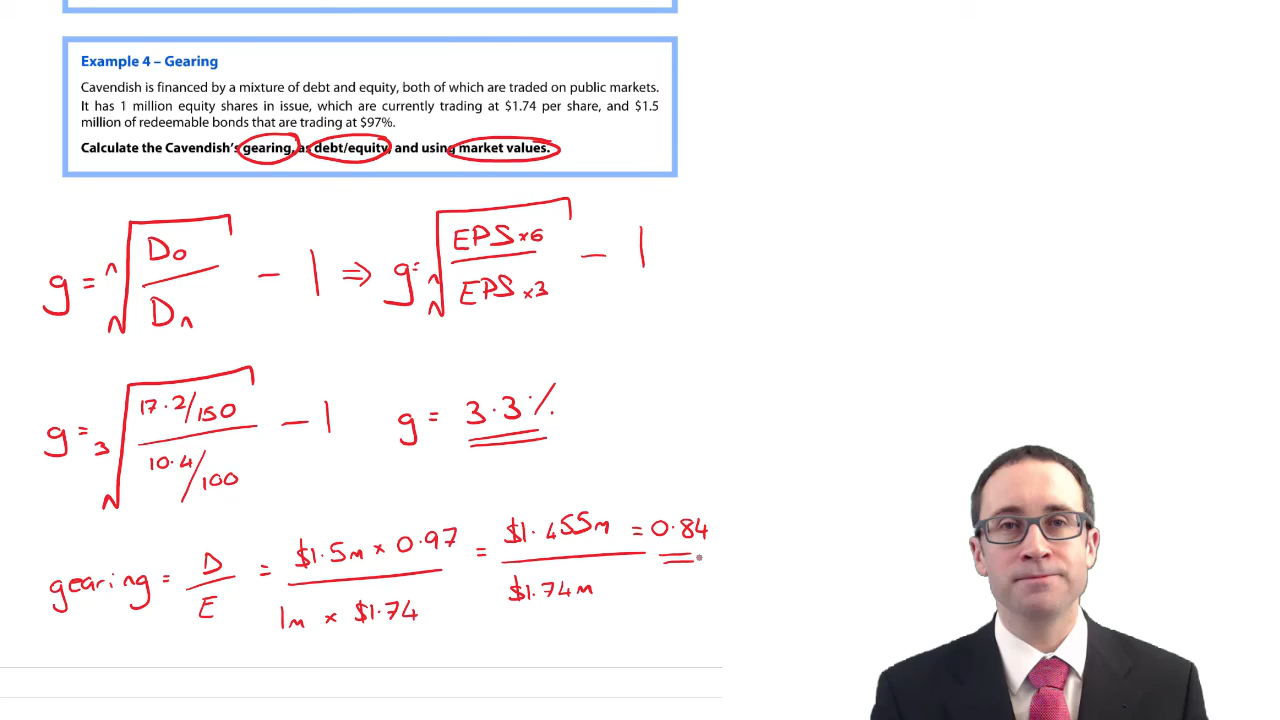 Example 4 – Gearing
Cavendish is financed by a mixture of debt and equity, both of which are traded on public markets.
It has 1 million equity shares in issue, which are currently trading at $1.74 per share, and $1.5
million of redeemable bonds that are trading at $97%.
Calculate the Cavendish's gearing, as debt/equity, and using market values.
g = n√(D₀/Dn) − 1 ⇒ g = n√(EPS x6/EPS x3) − 1
g = 3√((17.2/150)/(10.4/100)) − 1 g = 3.3%
gearing = D/E = ($1.5m x 0.97)/(1m x $1.74) = $1.455m/$1.74m = 0.84